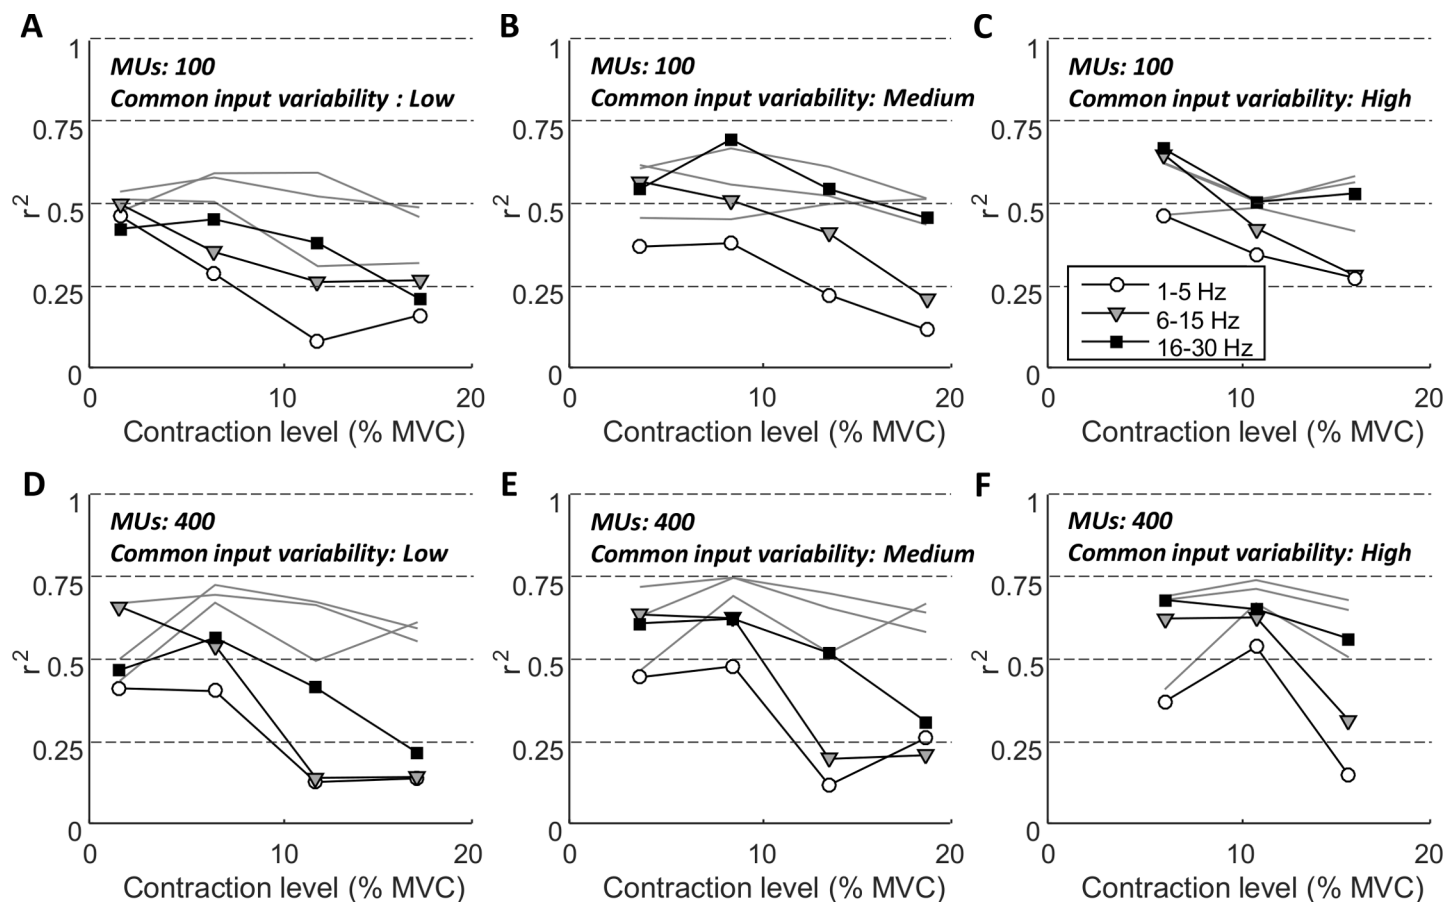 A
1
MUs: 100
Common input variability : Low
0.75
0.5
r2
0.25
0
0
10
20
Contraction level (% MVC)
B
1
MUs: 100
Common input variability: Medium
0.75
0.5
r2
0.25
0
0
10
20
Contraction level (% MVC)
C
1
MUs: 100
Common input variability: High
0.75
0.5
r2
0.25
1-5 Hz
6-15 Hz
16-30 Hz
0
0
10
20
Contraction level (% MVC)
D
1
MUs: 400
Common input variability: Low
0.75
0.5
r2
0.25
0
0
10
20
Contraction level (% MVC)
E
1
MUs: 400
Common input variability: Medium
0.75
0.5
r2
0.25
0
0
10
20
Contraction level (% MVC)
F
1
MUs: 400
Common input variability: High
0.75
0.5
r2
0.25
0
0
10
20
Contraction level (% MVC)